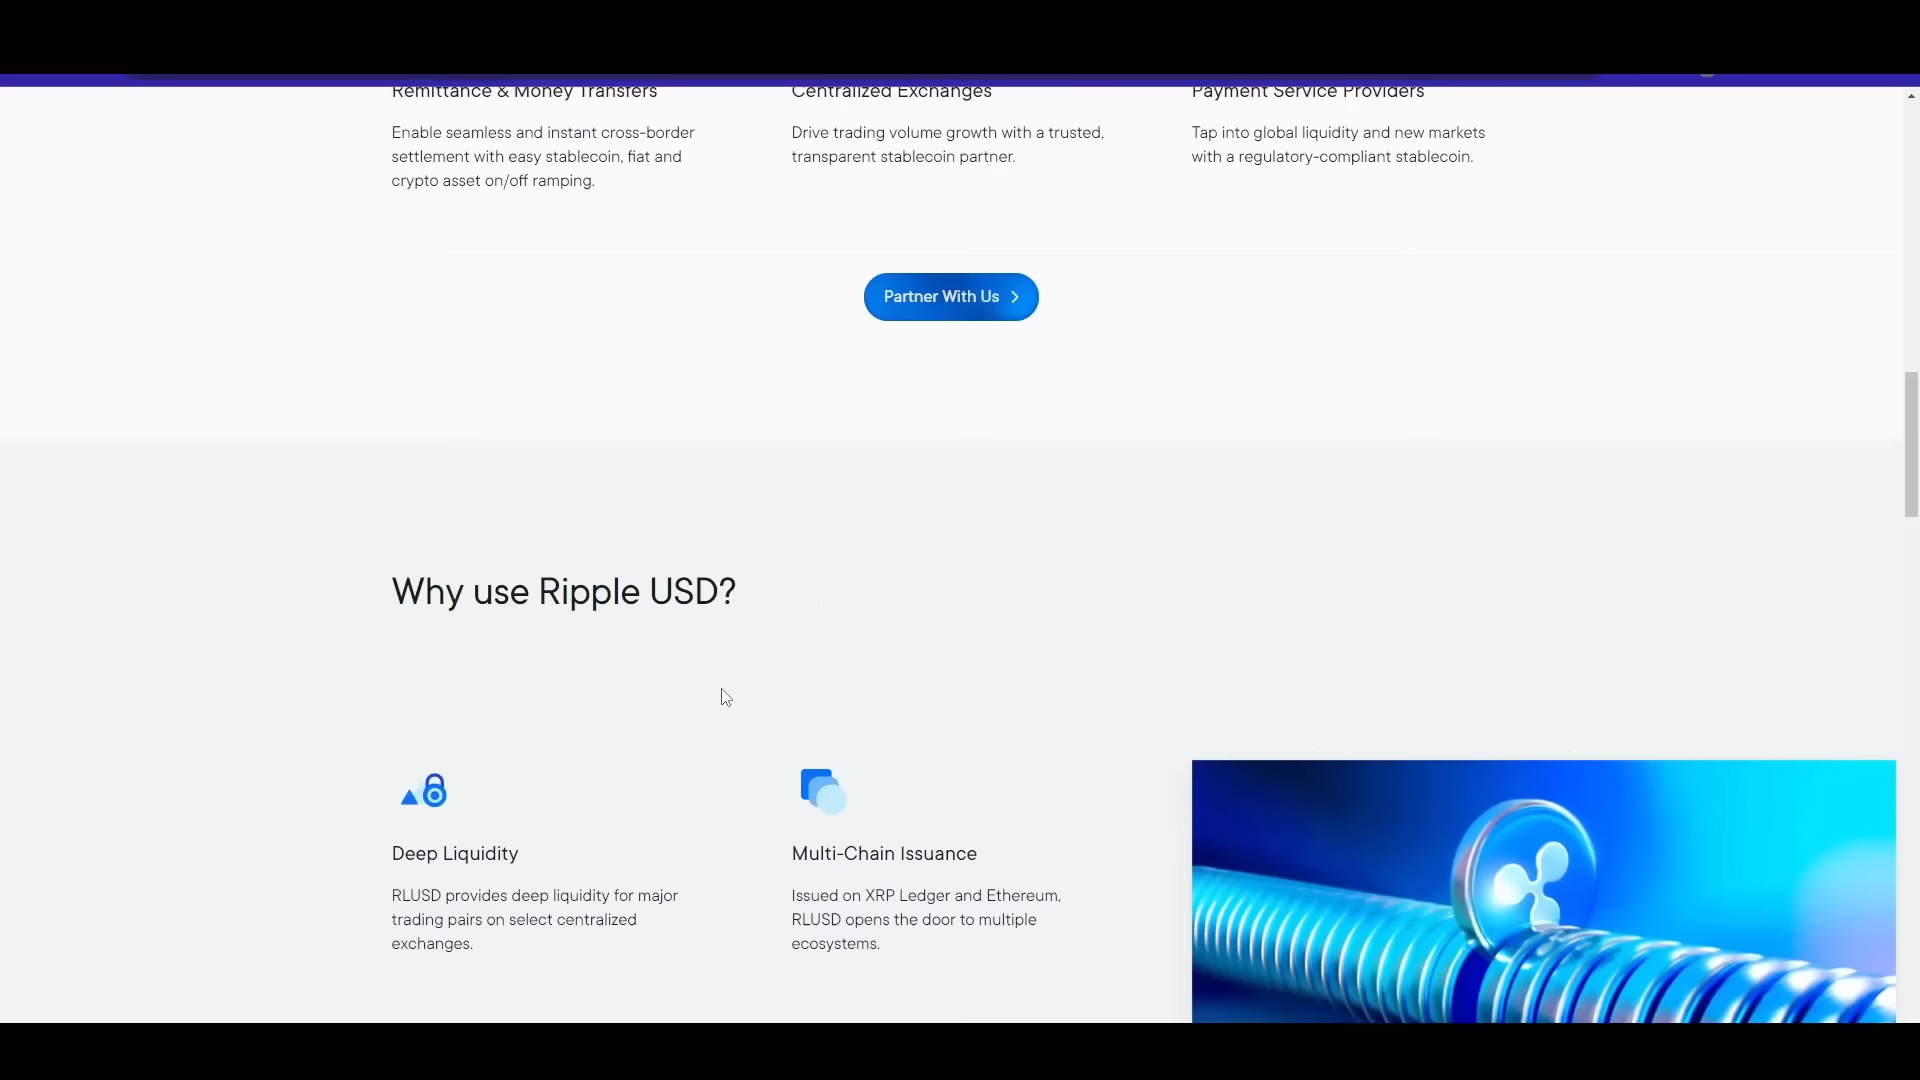 Remittance & Money Transfers
Enable seamless and instant cross-border
settlement with easy stablecoin, fiat and
crypto asset on/off ramping.
Centralized Exchanges
Drive trading volume growth with a trusted,
transparent stablecoin partner.
Payment Service Providers
Tap into global liquidity and new markets
with a regulatory-compliant stablecoin.
Partner With Us
Why use Ripple USD?
Deep Liquidity
RLUSD provides deep liquidity for major
trading pairs on select centralized
exchanges.
Multi-Chain Issuance
Issued on XRP Ledger and Ethereum,
RLUSD opens the door to multiple
ecosystems.